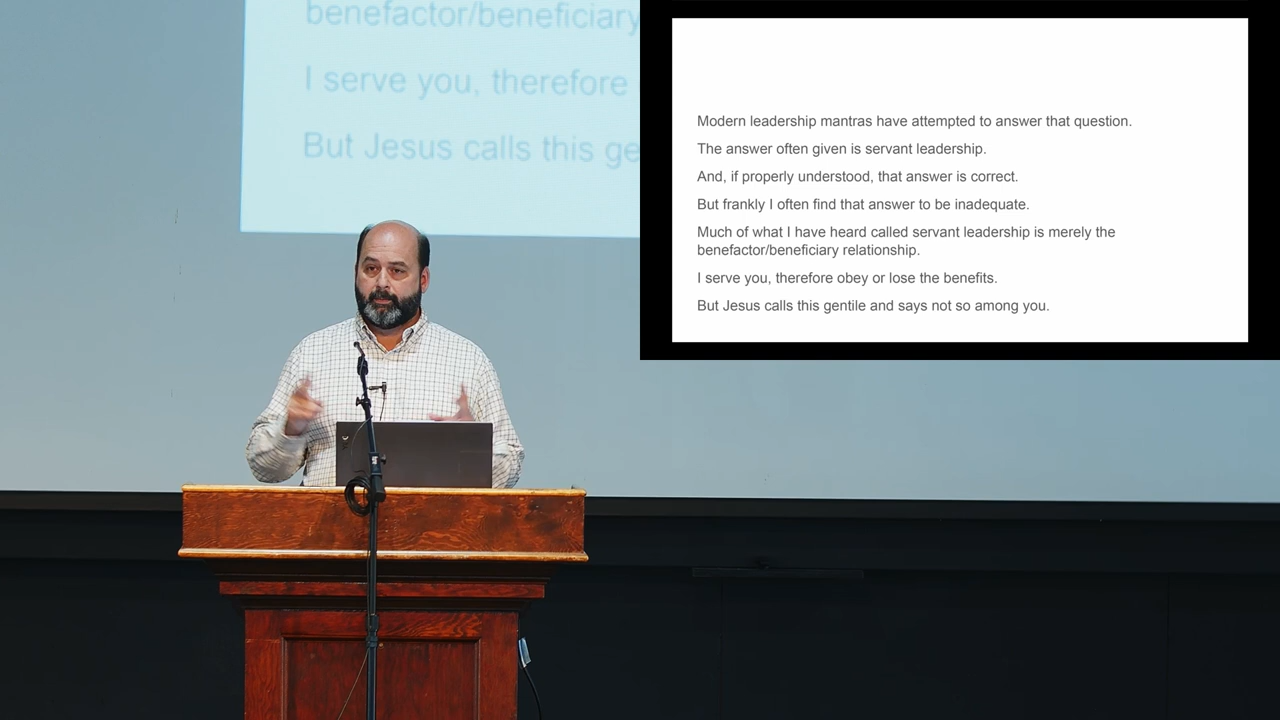 benefactor/beneficiary
I serve you, therefore
But Jesus calls this ge
Modern leadership mantras have attempted to answer that question.
The answer often given is servant leadership.
And, if properly understood, that answer is correct.
But frankly I often find that answer to be inadequate.
Much of what I have heard called servant leadership is merely the
benefactor/beneficiary relationship.
I serve you, therefore obey or lose the benefits.
But Jesus calls this gentile and says not so among you.